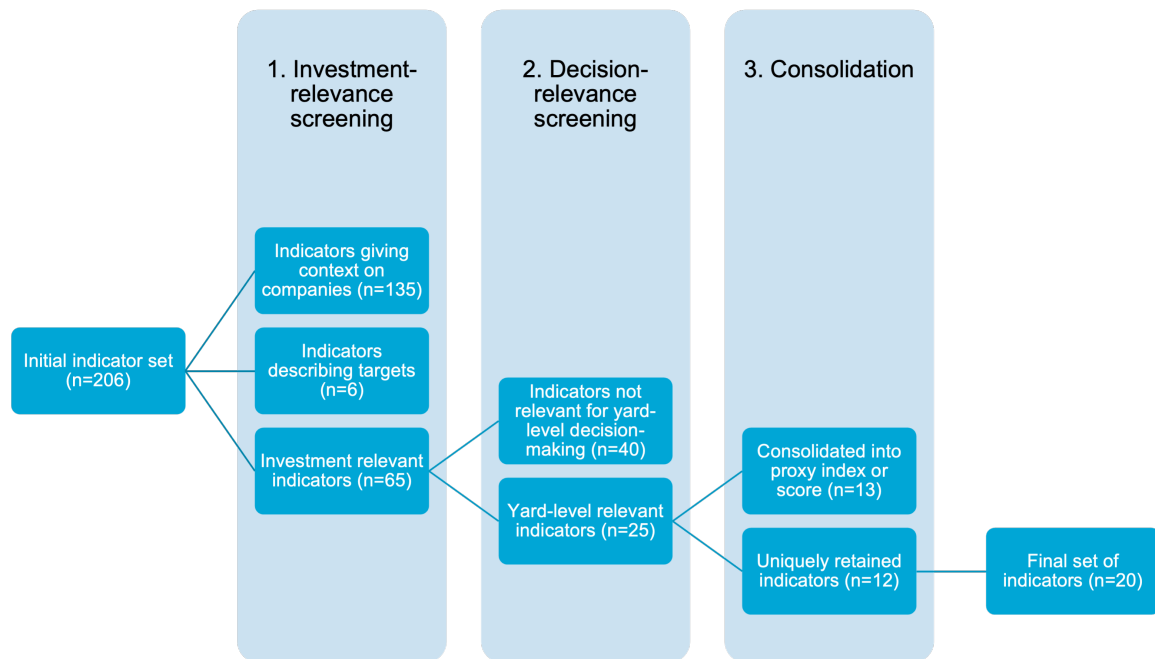 1. Investment-
relevance
screening
2. Decision-
relevance
screening
3. Consolidation
Indicators giving
context on
companies (n=135)
Initial indicator set
(n=206)
Indicators
describing targets
(n=6)
Investment relevant
indicators (n=65)
Indicators not
relevant for yard-
level decision-
making (n=40)
Yard-level relevant
indicators (n=25)
Consolidated into
proxy index or
score (n=13)
Uniquely retained
indicators (n=12)
Final set of
indicators (n=20)